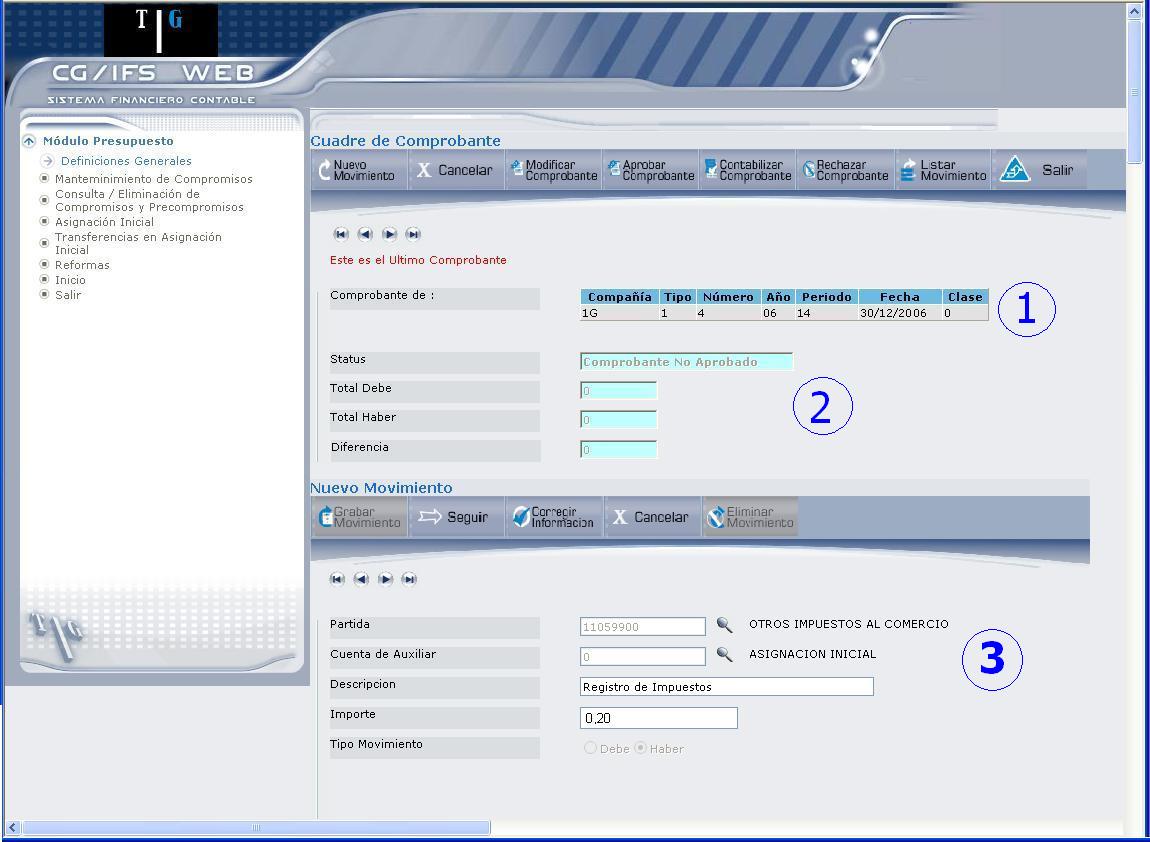 T G
CG/IFS WEB
SISTEMA FINANCIERO CONTABLE
Módulo Presupuesto
Definiciones Generales
Manteminimiento de Compromisos
Consulta / Eliminación de
Compromisos y Precompromisos
Asignación Inicial
Transferencias en Asignación
Inicial
Reformas
Inicio
Salir
T G
Cuadre de Comprobante
Nuevo Movimiento
X Cancelar
Modificar Comprobante
Aprobar Comprobante
Contabilizar Comprobante
Rechazar Comprobante
Listar Movimiento
Salir
Este es el Ultimo Comprobante
Comprobante de :
Compañía Tipo Número Año Periodo Fecha Clase
1G 1 4 06 14 30/12/2006 0
1
Status Comprobante No Aprobado
Total Debe 0
2
Total Haber 0
Diferencia 0
Nuevo Movimiento
Grabar Movimiento
Seguir
Corregir Informacion
X Cancelar
Eliminar Movimiento
Partida 11059900 OTROS IMPUESTOS AL COMERCIO
Cuenta de Auxiliar 0 ASIGNACION INICIAL
3
Descripcion Registro de Impuestos
Importe 0,20
Tipo Movimiento Debe Haber